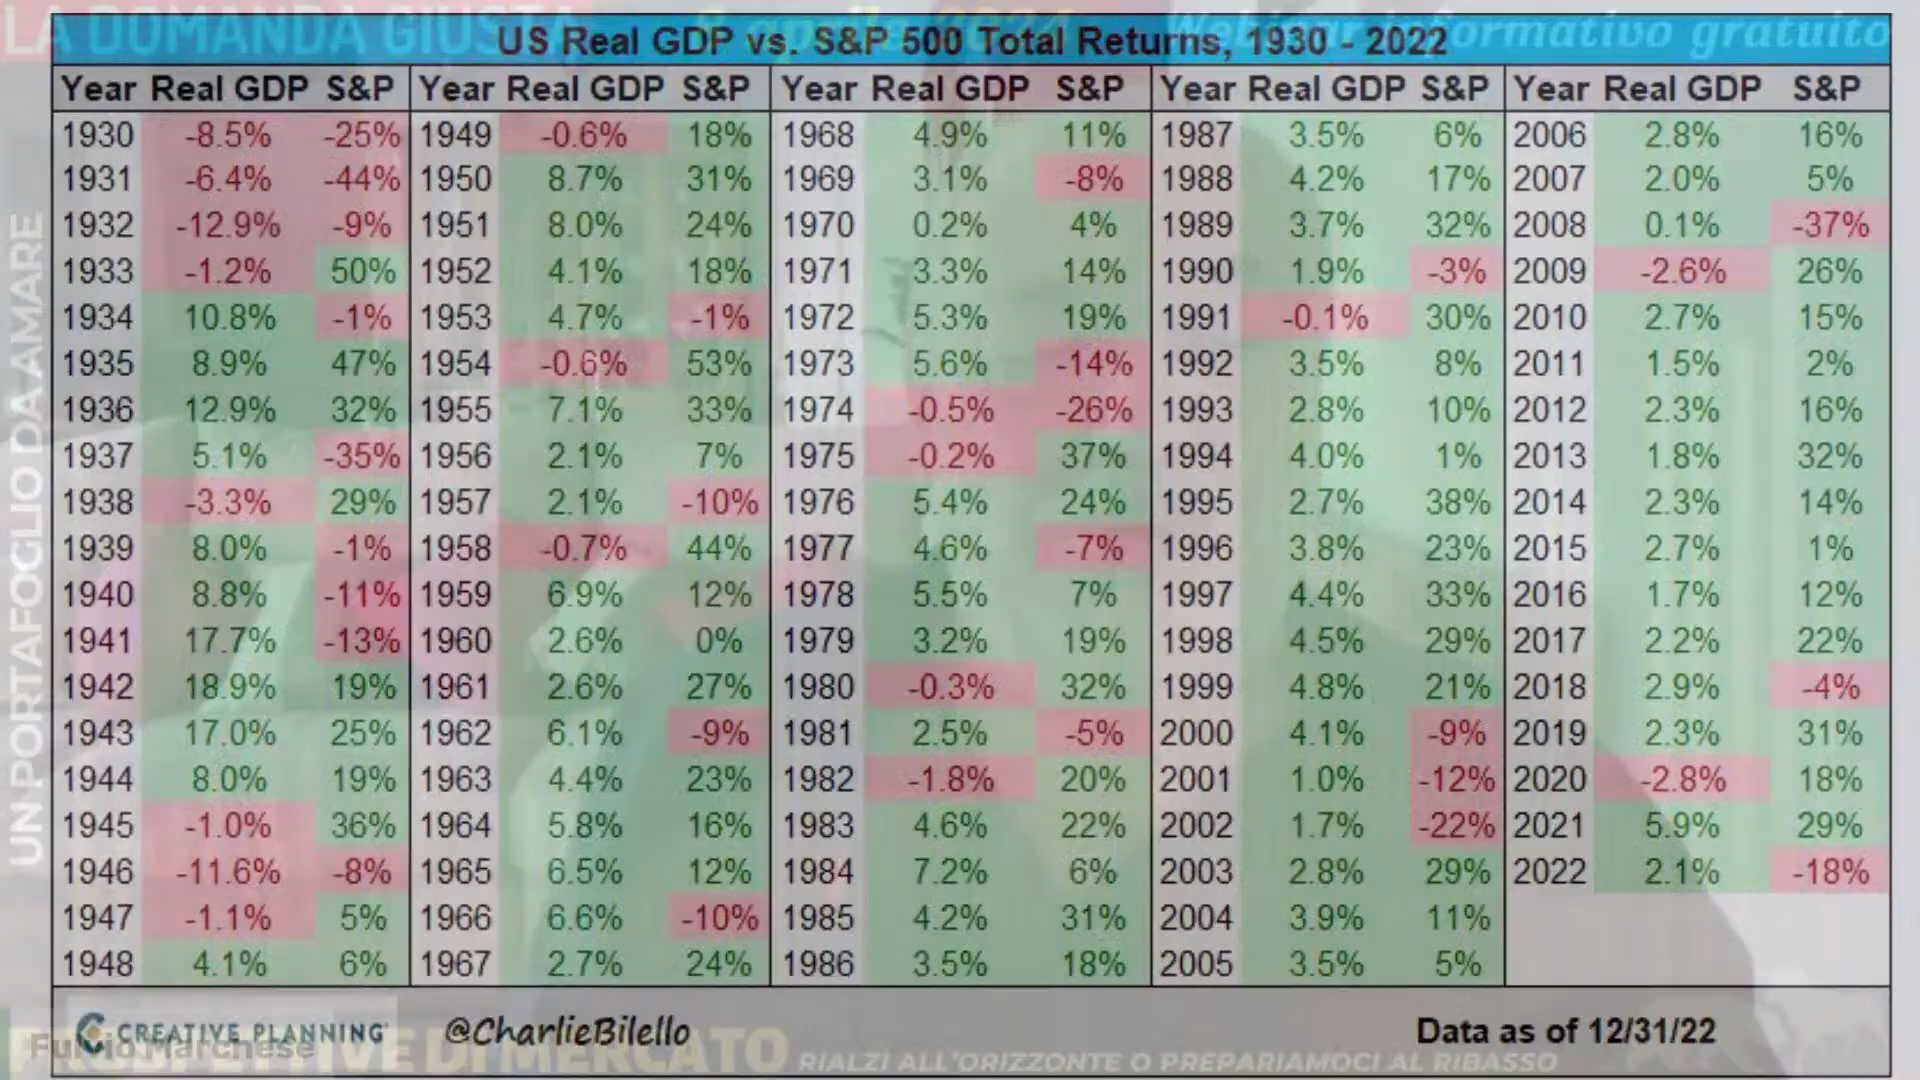 LA DOMANDA GIUSTA 8 aprile 2024 Webinar informativo gratuito
US Real GDP vs. S&P 500 Total Returns, 1930 - 2022
Year Real GDP S&P Year Real GDP S&P Year Real GDP S&P Year Real GDP S&P Year Real GDP S&P
1930 -8.5% -25% 1949 -0.6% 18% 1968 4.9% 11% 1987 3.5% 6% 2006 2.8% 16%
1931 -6.4% -44% 1950 8.7% 31% 1969 3.1% -8% 1988 4.2% 17% 2007 2.0% 5%
1932 -12.9% -9% 1951 8.0% 24% 1970 0.2% 4% 1989 3.7% 32% 2008 0.1% -37%
1933 -1.2% 50% 1952 4.1% 18% 1971 3.3% 14% 1990 1.9% -3% 2009 -2.6% 26%
1934 10.8% -1% 1953 4.7% -1% 1972 5.3% 19% 1991 -0.1% 30% 2010 2.7% 15%
1935 8.9% 47% 1954 -0.6% 53% 1973 5.6% -14% 1992 3.5% 8% 2011 1.5% 2%
1936 12.9% 32% 1955 7.1% 33% 1974 -0.5% -26% 1993 2.8% 10% 2012 2.3% 16%
1937 5.1% -35% 1956 2.1% 7% 1975 -0.2% 37% 1994 4.0% 1% 2013 1.8% 32%
1938 -3.3% 29% 1957 2.1% -10% 1976 5.4% 24% 1995 2.7% 38% 2014 2.3% 14%
1939 8.0% -1% 1958 -0.7% 44% 1977 4.6% -7% 1996 3.8% 23% 2015 2.7% 1%
1940 8.8% -11% 1959 6.9% 12% 1978 5.5% 7% 1997 4.4% 33% 2016 1.7% 12%
1941 17.7% -13% 1960 2.6% 0% 1979 3.2% 19% 1998 4.5% 29% 2017 2.2% 22%
1942 18.9% 19% 1961 2.6% 27% 1980 -0.3% 32% 1999 4.8% 21% 2018 2.9% -4%
1943 17.0% 25% 1962 6.1% -9% 1981 2.5% -5% 2000 4.1% -9% 2019 2.3% 31%
1944 8.0% 19% 1963 4.4% 23% 1982 -1.8% 20% 2001 1.0% -12% 2020 -2.8% 18%
1945 -1.0% 36% 1964 5.8% 16% 1983 4.6% 22% 2002 1.7% -22% 2021 5.9% 29%
1946 -11.6% -8% 1965 6.5% 12% 1984 7.2% 6% 2003 2.8% 29% 2022 2.1% -18%
1947 -1.1% 5% 1966 6.6% -10% 1985 4.2% 31% 2004 3.9% 11%
1948 4.1% 6% 1967 2.7% 24% 1986 3.5% 18% 2005 3.5% 5%
UN PORTAFOGLIO DA AMARE
CREATIVE PLANNING @CharlieBilello Data as of 12/31/22
Fulvio Marchese
PROSPETTIVE DI MERCATO RIALZI ALL'ORIZZONTE O PREPARIAMOCI AL RIBASSO